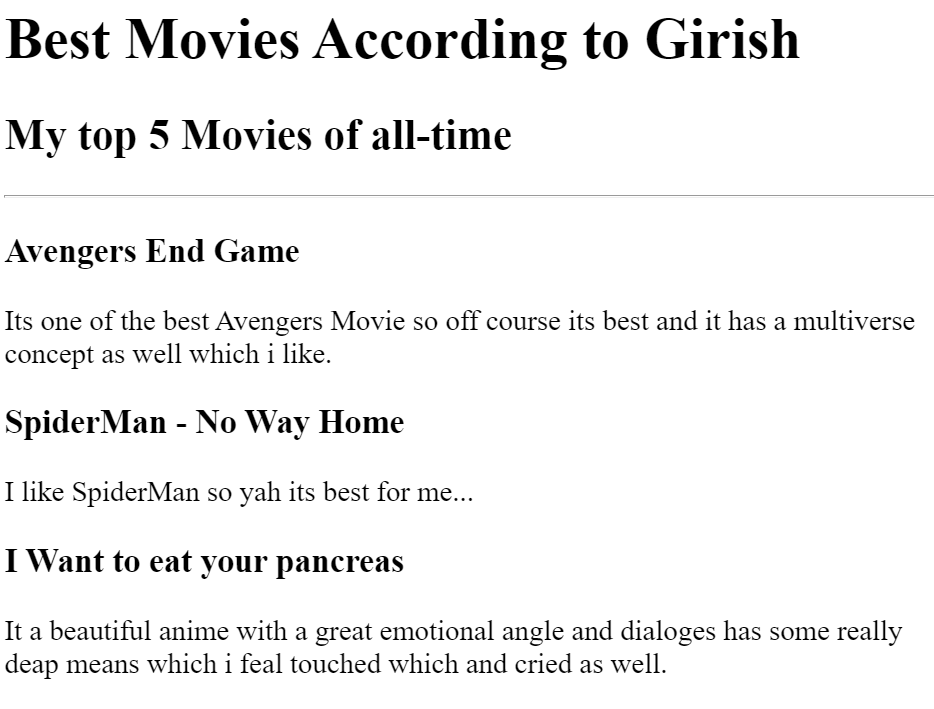 Best Movies According to Girish
My top 5 Movies of all-time
Avengers End Game
Its one of the best Avengers Movie so off course its best and it has a multiverse
concept as well which i like.
SpiderMan - No Way Home
I like SpiderMan so yah its best for me...
I Want to eat your pancreas
It a beautiful anime with a great emotional angle and dialoges has some really
deap means which i feal touched which and cried as well.